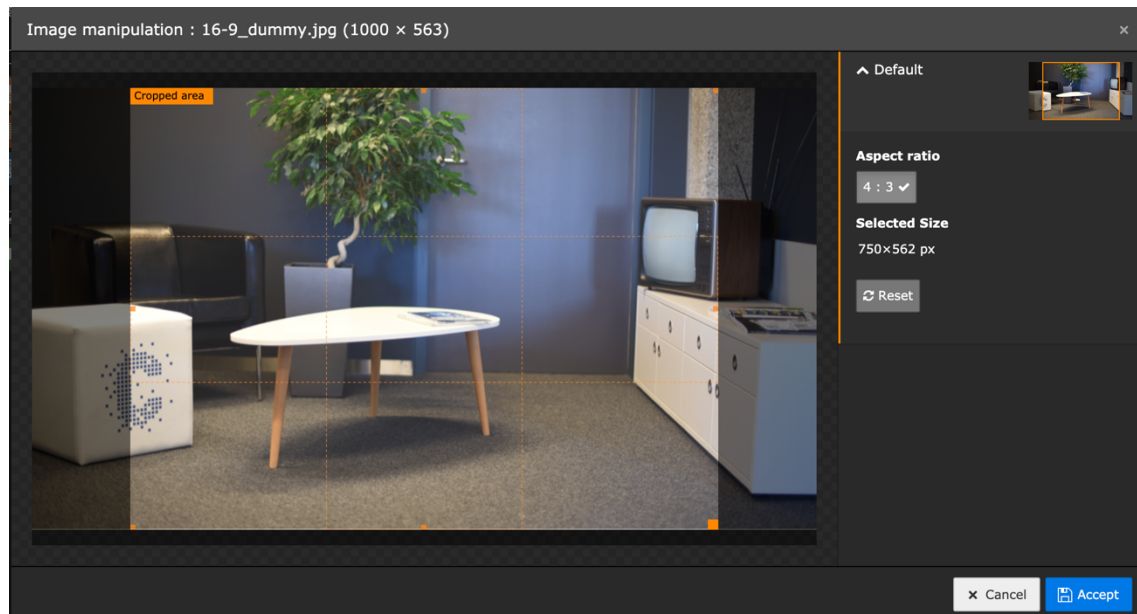 Image manipulation : 16-9_dummy.jpg (1000 × 563)
×
Cropped area
Default
Aspect ratio
4 : 3
Selected Size
750×562 px
Reset
Cancel
Accept